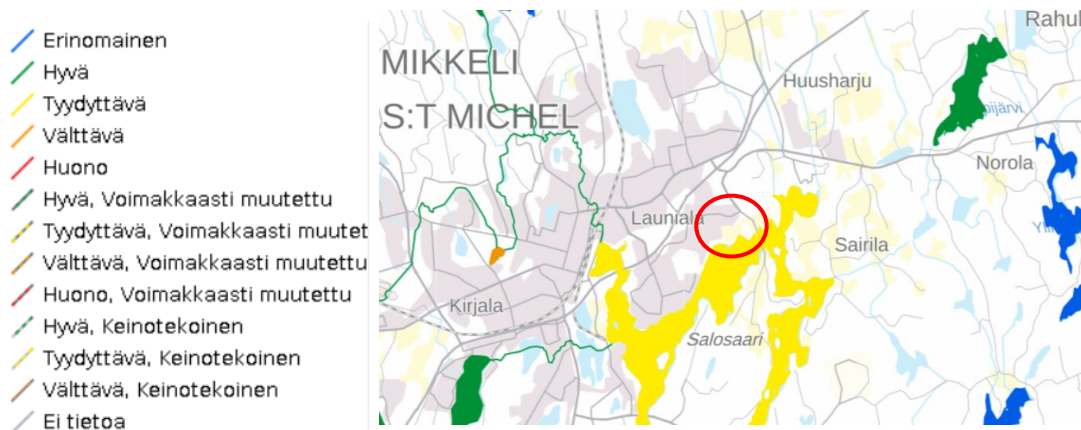 Erinomainen
Hyvä
Tyydyttävä
Välttävä
Huono
Hyvä, Voimakkaasti muutettu
Tyydyttävä, Voimakkaasti muutet
Välttävä, Voimakkaasti muutettu
Huono, Voimakkaasti muutettu
Hyvä, Keinotekoinen
Tyydyttävä, Keinotekoinen
Välttävä, Keinotekoinen
Ei tietoa
Rahul
MIKKELI
S:T MICHEL
Huusharju
pijärvi
Norola
Launiala
Sairila
Kirjala
Salosaari